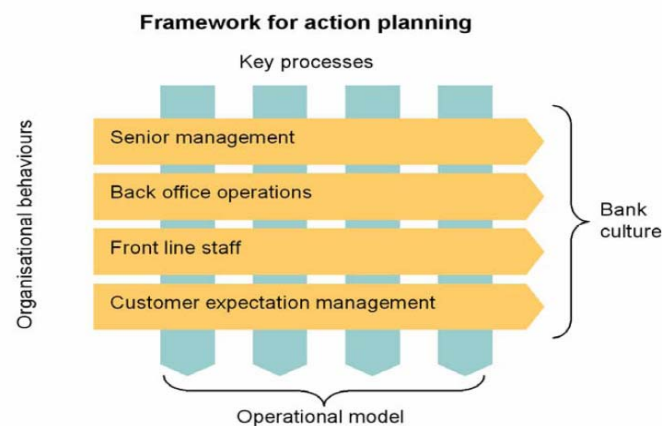 Framework for action planning
Key processes
Organisational behaviours
Senior management
Back office operations
Front line staff
Customer expectation management
Bank
culture
Operational model